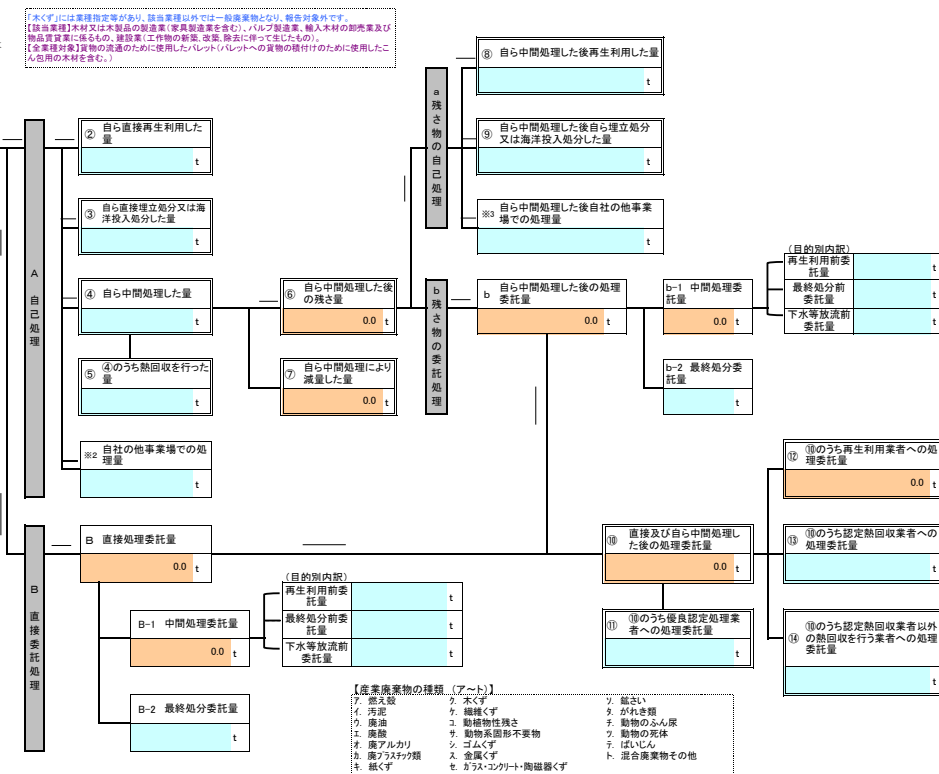 「木くず」には業種指定等があり、該当業種以外では一般廃棄物となり、報告対象外です。
【該当業種】木材又は木製品の製造業(家具製造業を含む)、パルプ製造業、輸入木材の卸売業及び
物品賃貸業に係るもの、建設業(工作物の新築、改築、除去に伴って生じたもの)。
【全業種対象】貨物の流通のために使用したパレット(パレットへの貨物の積付けのために使用したこ
ん包用の木材を含む。)
A 自己処理
② 自ら直接再生利用した
量
t
③ 自ら直接埋立処分又は海
洋投入処分した量
t
④ 自ら中間処理した量
t
⑤ ④のうち熱回収を行った
量
t
※2 自社の他事業場での処
理量
t
⑥ 自ら中間処理した後
の残さ量
0.0 t
⑦ 自ら中間処理により
減量した量
0.0 t
a 残さ物の自己処理
⑧ 自ら中間処理した後再生利用した量
t
⑨ 自ら中間処理した後自ら埋立処分
又は海洋投入処分した量
t
※3 自ら中間処理した後自社の他事業
場での処理量
t
b 残さ物の委託処理
b 自ら中間処理した後の処理
委託量
0.0 t
b-1 中間処理委
託量
0.0 t
b-2 最終処分委
託量
t
(目的別内訳)
再生利用前委
託量
t
最終処分前
委託量
t
下水等放流前
委託量
t
B 直接委託処理
B 直接処理委託量
0.0 t
B-1 中間処理委託量
0.0 t
B-2 最終処分委託量
t
(目的別内訳)
再生利用前委
託量
t
最終処分前委
託量
t
下水等放流前
委託量
t
⑩ 直接及び自ら中間処理し
た後の処理委託量
0.0 t
⑪ ⑩のうち優良認定処理業
者への処理委託量
t
⑫ ⑩のうち再生利用業者への処
理委託量
0.0 t
⑬ ⑩のうち認定熱回収業者への
処理委託量
t
⑭ ⑩のうち認定熱回収業者以外
の熱回収を行う業者への処理
委託量
t
【産業廃棄物の種類 (ア~ト)】
ア. 燃え殻 ク. 木くず ソ. 鉱さい
イ. 汚泥 ケ. 繊維くず タ. がれき類
ウ. 廃油 コ. 動植物性残さ チ. 動物のふん尿
エ. 廃酸 サ. 動物系固形不要物 ツ. 動物の死体
オ. 廃アルカリ シ. ゴムくず テ. ばいじん
カ. 廃プラスチック類 ス. 金属くず ト. 混合廃棄物その他
キ. 紙くず セ. ガラス・コンクリート・陶磁器くず